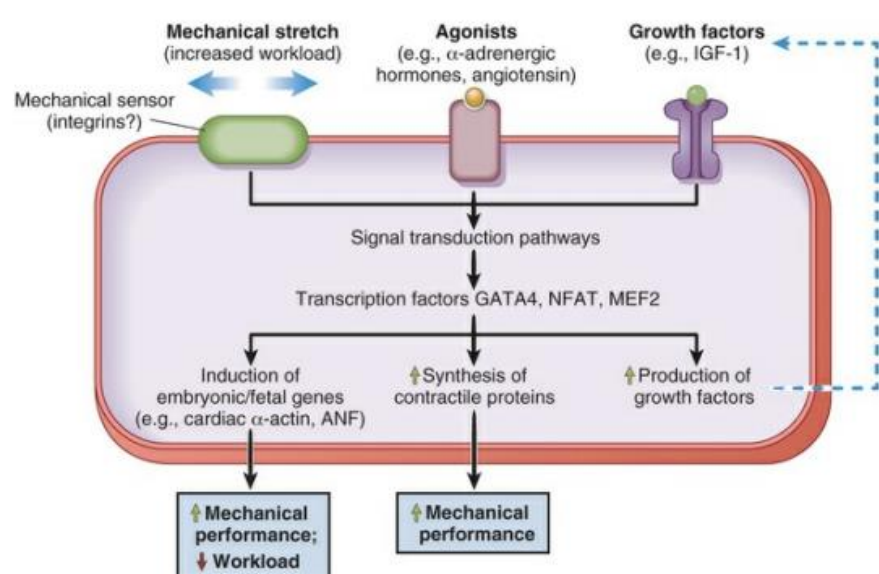 Mechanical stretch
(increased workload)
Agonists
(e.g., α-adrenergic
hormones, angiotensin)
Growth factors
(e.g., IGF-1)
Mechanical sensor
(integrins?)
Signal transduction pathways
Transcription factors GATA4, NFAT, MEF2
Induction of
embryonic/fetal genes
(e.g., cardiac α-actin, ANF)
Synthesis of
contractile proteins
Production of
growth factors
Mechanical
performance;
Workload
Mechanical
performance